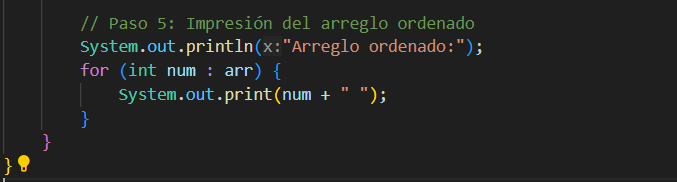 // Paso 5: Impresión del arreglo ordenado
System.out.println(x:"Arreglo ordenado:");
for (int num : arr) {
System.out.print(num + " ");
}
}
}